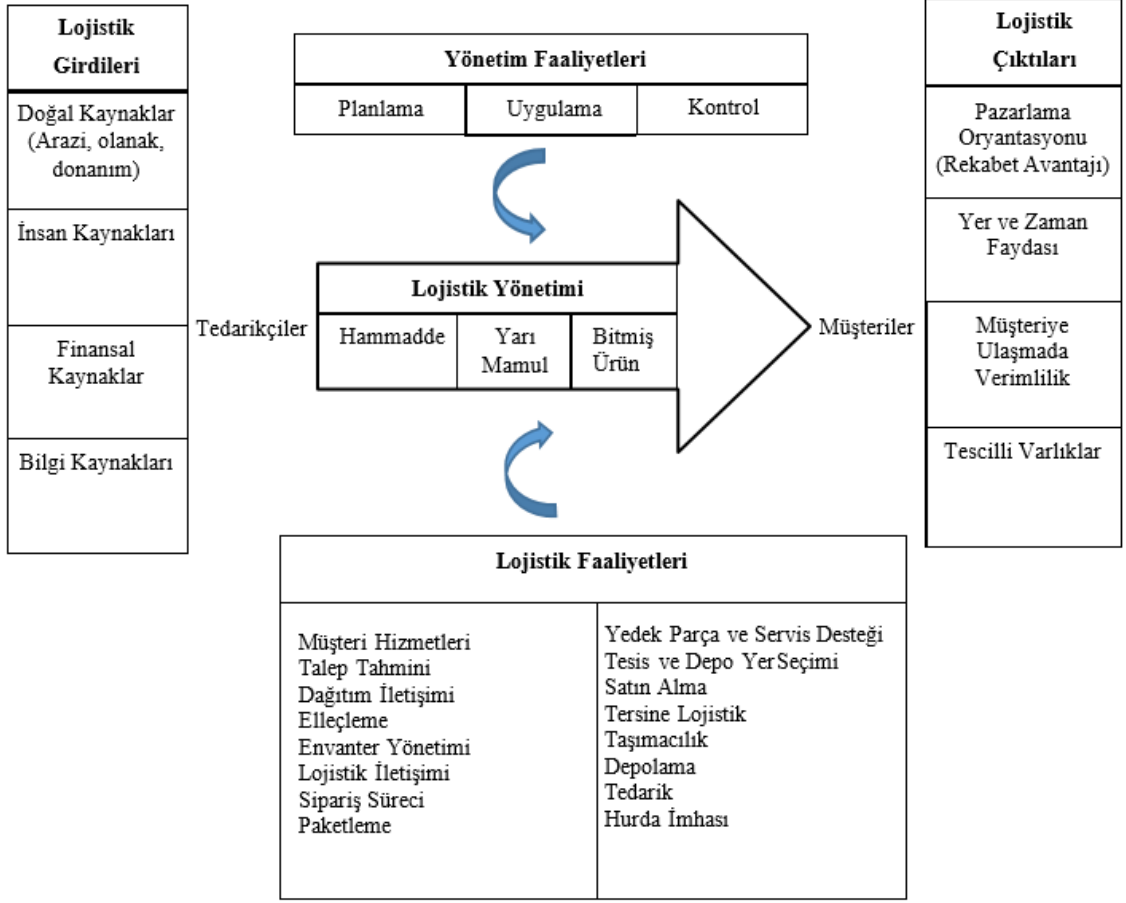 Lojistik
Girdileri
Doğal Kaynaklar
(Arazi, olanak,
donanım)
İnsan Kaynakları
Finansal
Kaynaklar
Bilgi Kaynakları
Yönetim Faaliyetleri
Planlama
Uygulama
Kontrol
Tedarikçiler
Lojistik Yönetimi
Hammadde
Yarı
Mamul
Bitmiş
Ürün
Müşteriler
Lojistik Faaliyetleri
Müşteri Hizmetleri
Talep Tahmini
Dağıtım İletişimi
Elleçleme
Envanter Yönetimi
Lojistik İletişimi
Sipariş Süreci
Paketleme
Yedek Parça ve Servis Desteği
Tesis ve Depo YerSeçimi
Satın Alma
Tersine Lojistik
Taşımacılık
Depolama
Tedarik
Hurda İmhası
Lojistik
Çıktıları
Pazarlama
Oryantasyonu
(Rekabet Avantajı)
Yer ve Zaman
Faydası
Müşteriye
Ulaşmada
Verimlilik
Tescilli Varlıklar